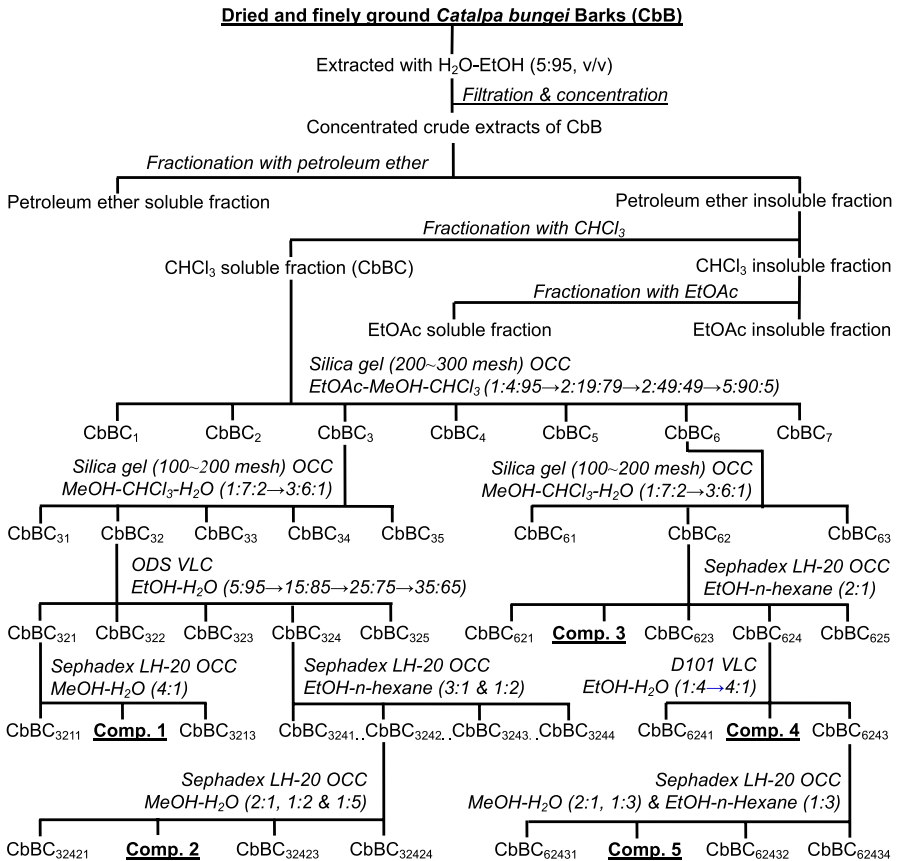 Dried and finely ground Catalpa bungei Barks (CbB)
Extracted with H₂O-EtOH (5:95, v/v)
Filtration & concentration
Concentrated crude extracts of CbB
Fractionation with petroleum ether
Petroleum ether soluble fraction
Petroleum ether insoluble fraction
Fractionation with CHCl₃
CHCl₃ soluble fraction (CbBC)
CHCl₃ insoluble fraction
Fractionation with EtOAc
EtOAc soluble fraction
EtOAc insoluble fraction
Silica gel (200~300 mesh) OCC
EtOAc-MeOH-CHCl₃ (1:4:95→2:19:79→2:49:49→5:90:5)
CbBC₁ CbBC₂ CbBC₃ CbBC₄ CbBC₅ CbBC₆ CbBC₇
Silica gel (100~200 mesh) OCC
MeOH-CHCl₃-H₂O (1:7:2→3:6:1)
Silica gel (100~200 mesh) OCC
MeOH-CHCl₃-H₂O (1:7:2→3:6:1)
CbBC₃₁ CbBC₃₂ CbBC₃₃ CbBC₃₄ CbBC₃₅
CbBC₆₁ CbBC₆₂ CbBC₆₃
ODS VLC
EtOH-H₂O (5:95→15:85→25:75→35:65)
Sephadex LH-20 OCC
EtOH-n-hexane (2:1)
CbBC₃₂₁ CbBC₃₂₂ CbBC₃₂₃ CbBC₃₂₄ CbBC₃₂₅
CbBC₆₂₁ Comp. 3 CbBC₆₂₃ CbBC₆₂₄ CbBC₆₂₅
Sephadex LH-20 OCC
MeOH-H₂O (4:1)
Sephadex LH-20 OCC
EtOH-n-hexane (3:1 & 1:2)
D101 VLC
EtOH-H₂O (1:4→4:1)
CbBC₃₂₁₁ Comp. 1 CbBC₃₂₁₃
CbBC₃₂₄₁..CbBC₃₂₄₂..CbBC₃₂₄₃..CbBC₃₂₄₄
CbBC₆₂₄₁ Comp. 4 CbBC₆₂₄₃
Sephadex LH-20 OCC
MeOH-H₂O (2:1, 1:2 & 1:5)
Sephadex LH-20 OCC
MeOH-H₂O (2:1, 1:3) & EtOH-n-Hexane (1:3)
CbBC₃₂₄₂₁ Comp. 2 CbBC₃₂₄₂₃ CbBC₃₂₄₂₄
CbBC₆₂₄₃₁ Comp. 5 CbBC₆₂₄₃₂ CbBC₆₂₄₃₄